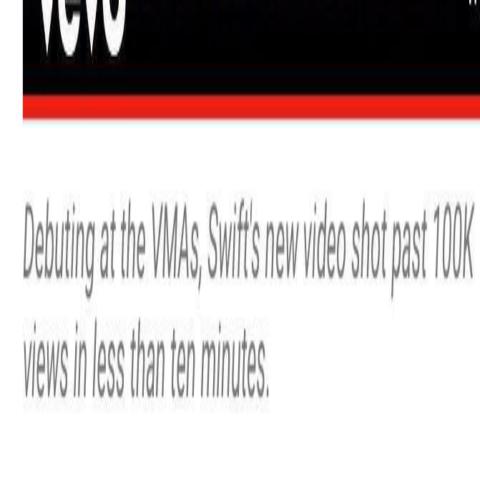 vevo
Debuting at the VMAs, Swift's new video shot past 100K
views in less than ten minutes.